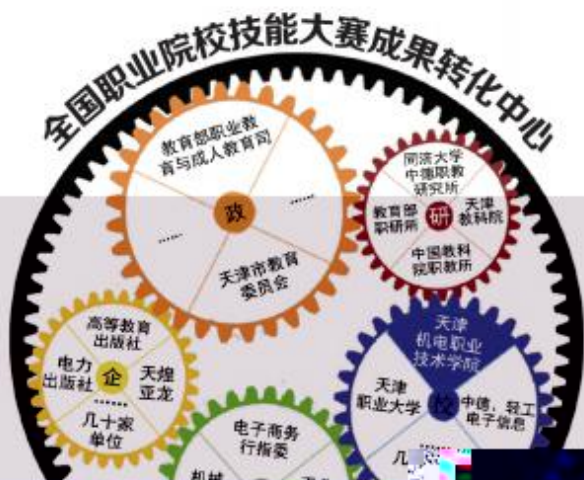 全国职业院校技能大赛成果转化中心
教育部职业教
育与成人教育司
......
政
......
天津市教育
委员会
同济大学
中德职教
研究所
教育部
职研所
研
天津
教科院
中国教科
院职教所
高等教育
出版社
电力
出版社
企
天煌
亚龙
......
几十家
单位
天津
机电职业
技术学院
天津
职业大学
校
中德、轻工
电子信息
......
几
电子商务
行指委
机械